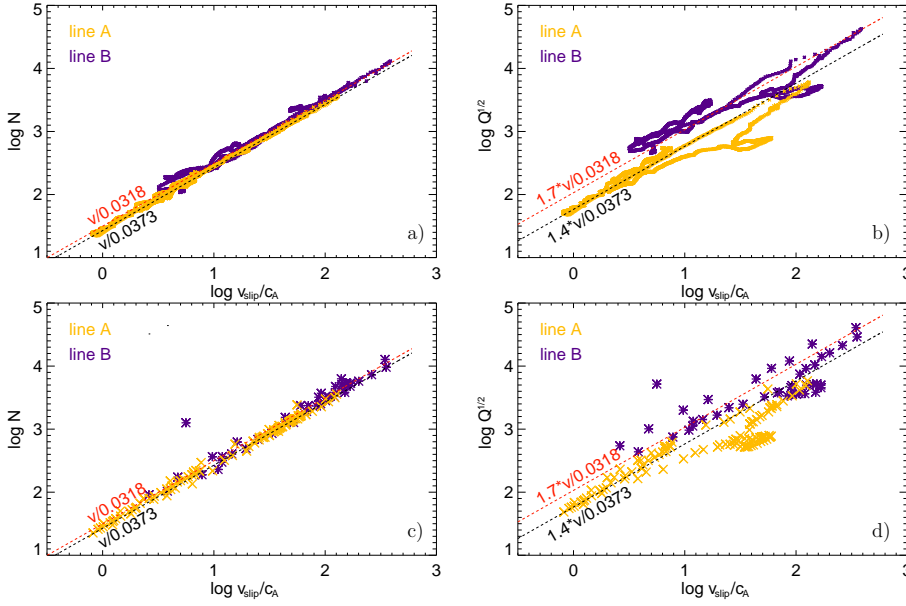 5
4
3
2
1
log N
line A
line B
v/0.0318
v/0.0373
a)
0
1
2
3
log v_slip/c_A
5
4
3
2
1
log Q^1/2
line A
line B
1.7*v/0.0318
1.4*v/0.0373
b)
0
1
2
3
log v_slip/c_A
5
4
3
2
1
log N
line A
line B
v/0.0318
v/0.0373
c)
0
1
2
3
log v_slip/c_A
5
4
3
2
1
log Q^1/2
line A
line B
1.7*v/0.0318
1.4*v/0.0373
d)
0
1
2
3
log v_slip/c_A